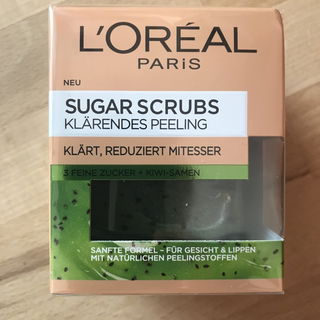 L'ORÉAL
PARIS
NEU
SUGAR SCRUBS
KLÄRENDES PEELING
KLÄRT, REDUZIERT MITESSER
3 FEINE ZUCKER + KIWI-SAMEN
SANFTE FORMEL – FÜR GESICHT & LIPPEN
MIT NATÜRLICHEN PEELINGSTOFFEN